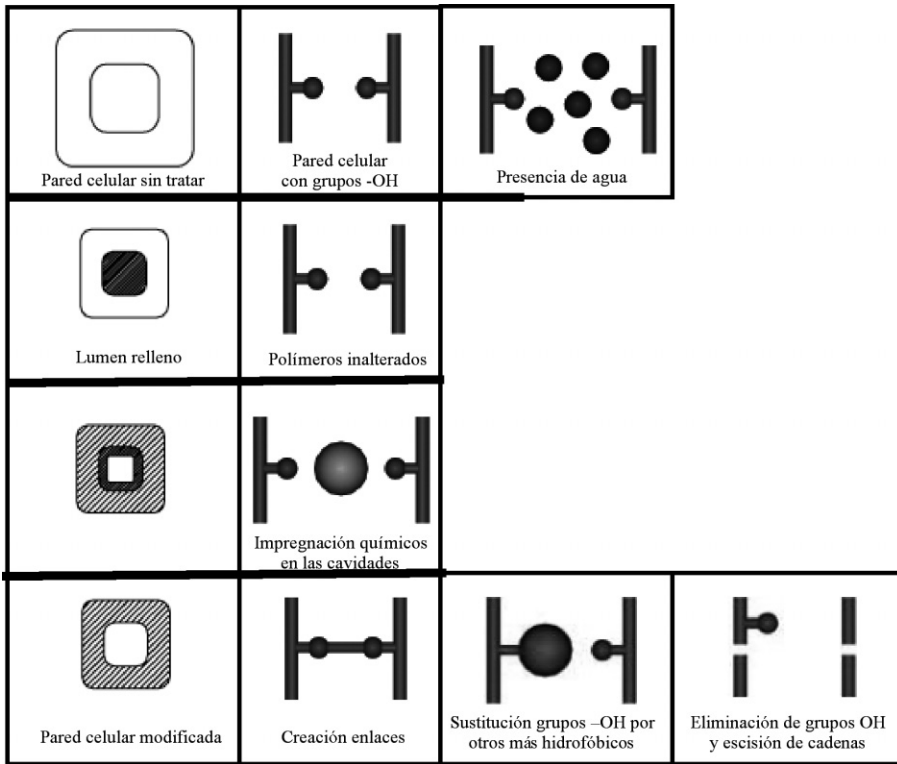 Pared celular sin tratar
Pared celular
con grupos -OH
Presencia de agua
Lumen relleno
Polímeros inalterados
Impregnación químicos
en las cavidades
Pared celular modificada
Creación enlaces
Sustitución grupos –OH por
otros más hidrofóbicos
Eliminación de grupos OH
y escisión de cadenas